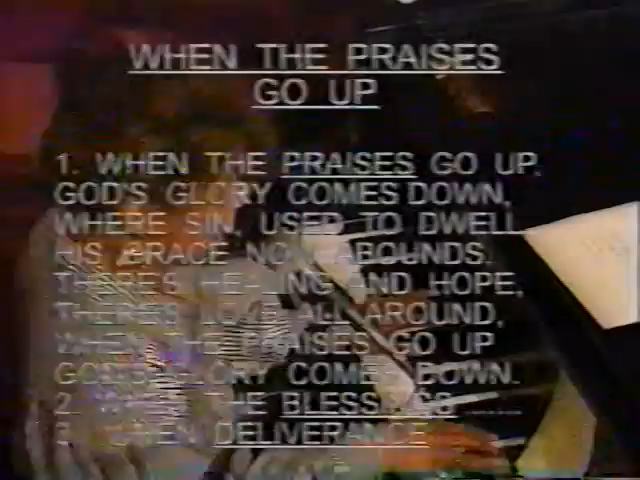 WHEN THE PRAISES
GO UP
1. WHEN THE PRAISES GO UP,
GOD'S GLORY COMES DOWN,
WHERE SIN, USED TO DWELL
HIS GRACE NOW ABOUNDS.
THERE'S HEALING AND HOPE,
THERE'S LOVE ALL AROUND,
WHEN THE PRAISES GO UP
GOD'S GLORY COMES DOWN.
2. WHEN THE BLESSINGS ......
3. WHEN DELIVERANCE